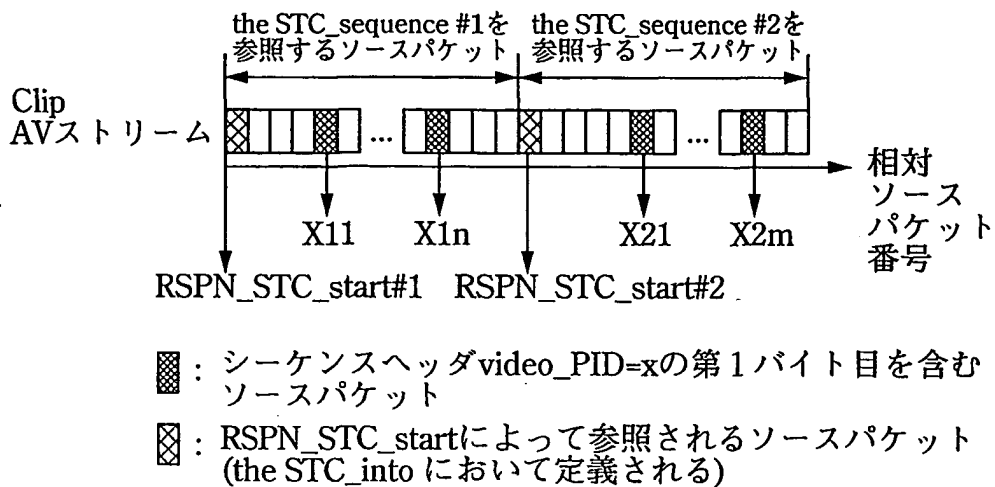 the STC_sequence #1を
参照するソースパケット
the STC_sequence #2を
参照するソースパケット
Clip
AVストリーム
...
...
相対
ソース
パケット
番号
X11
X1n
X21
X2m
RSPN_STC_start#1
RSPN_STC_start#2
: シーケンスヘッダvideo_PID=xの第1バイト目を含む
ソースパケット
: RSPN_STC_startによって参照されるソースパケット
(the STC_into において定義される)